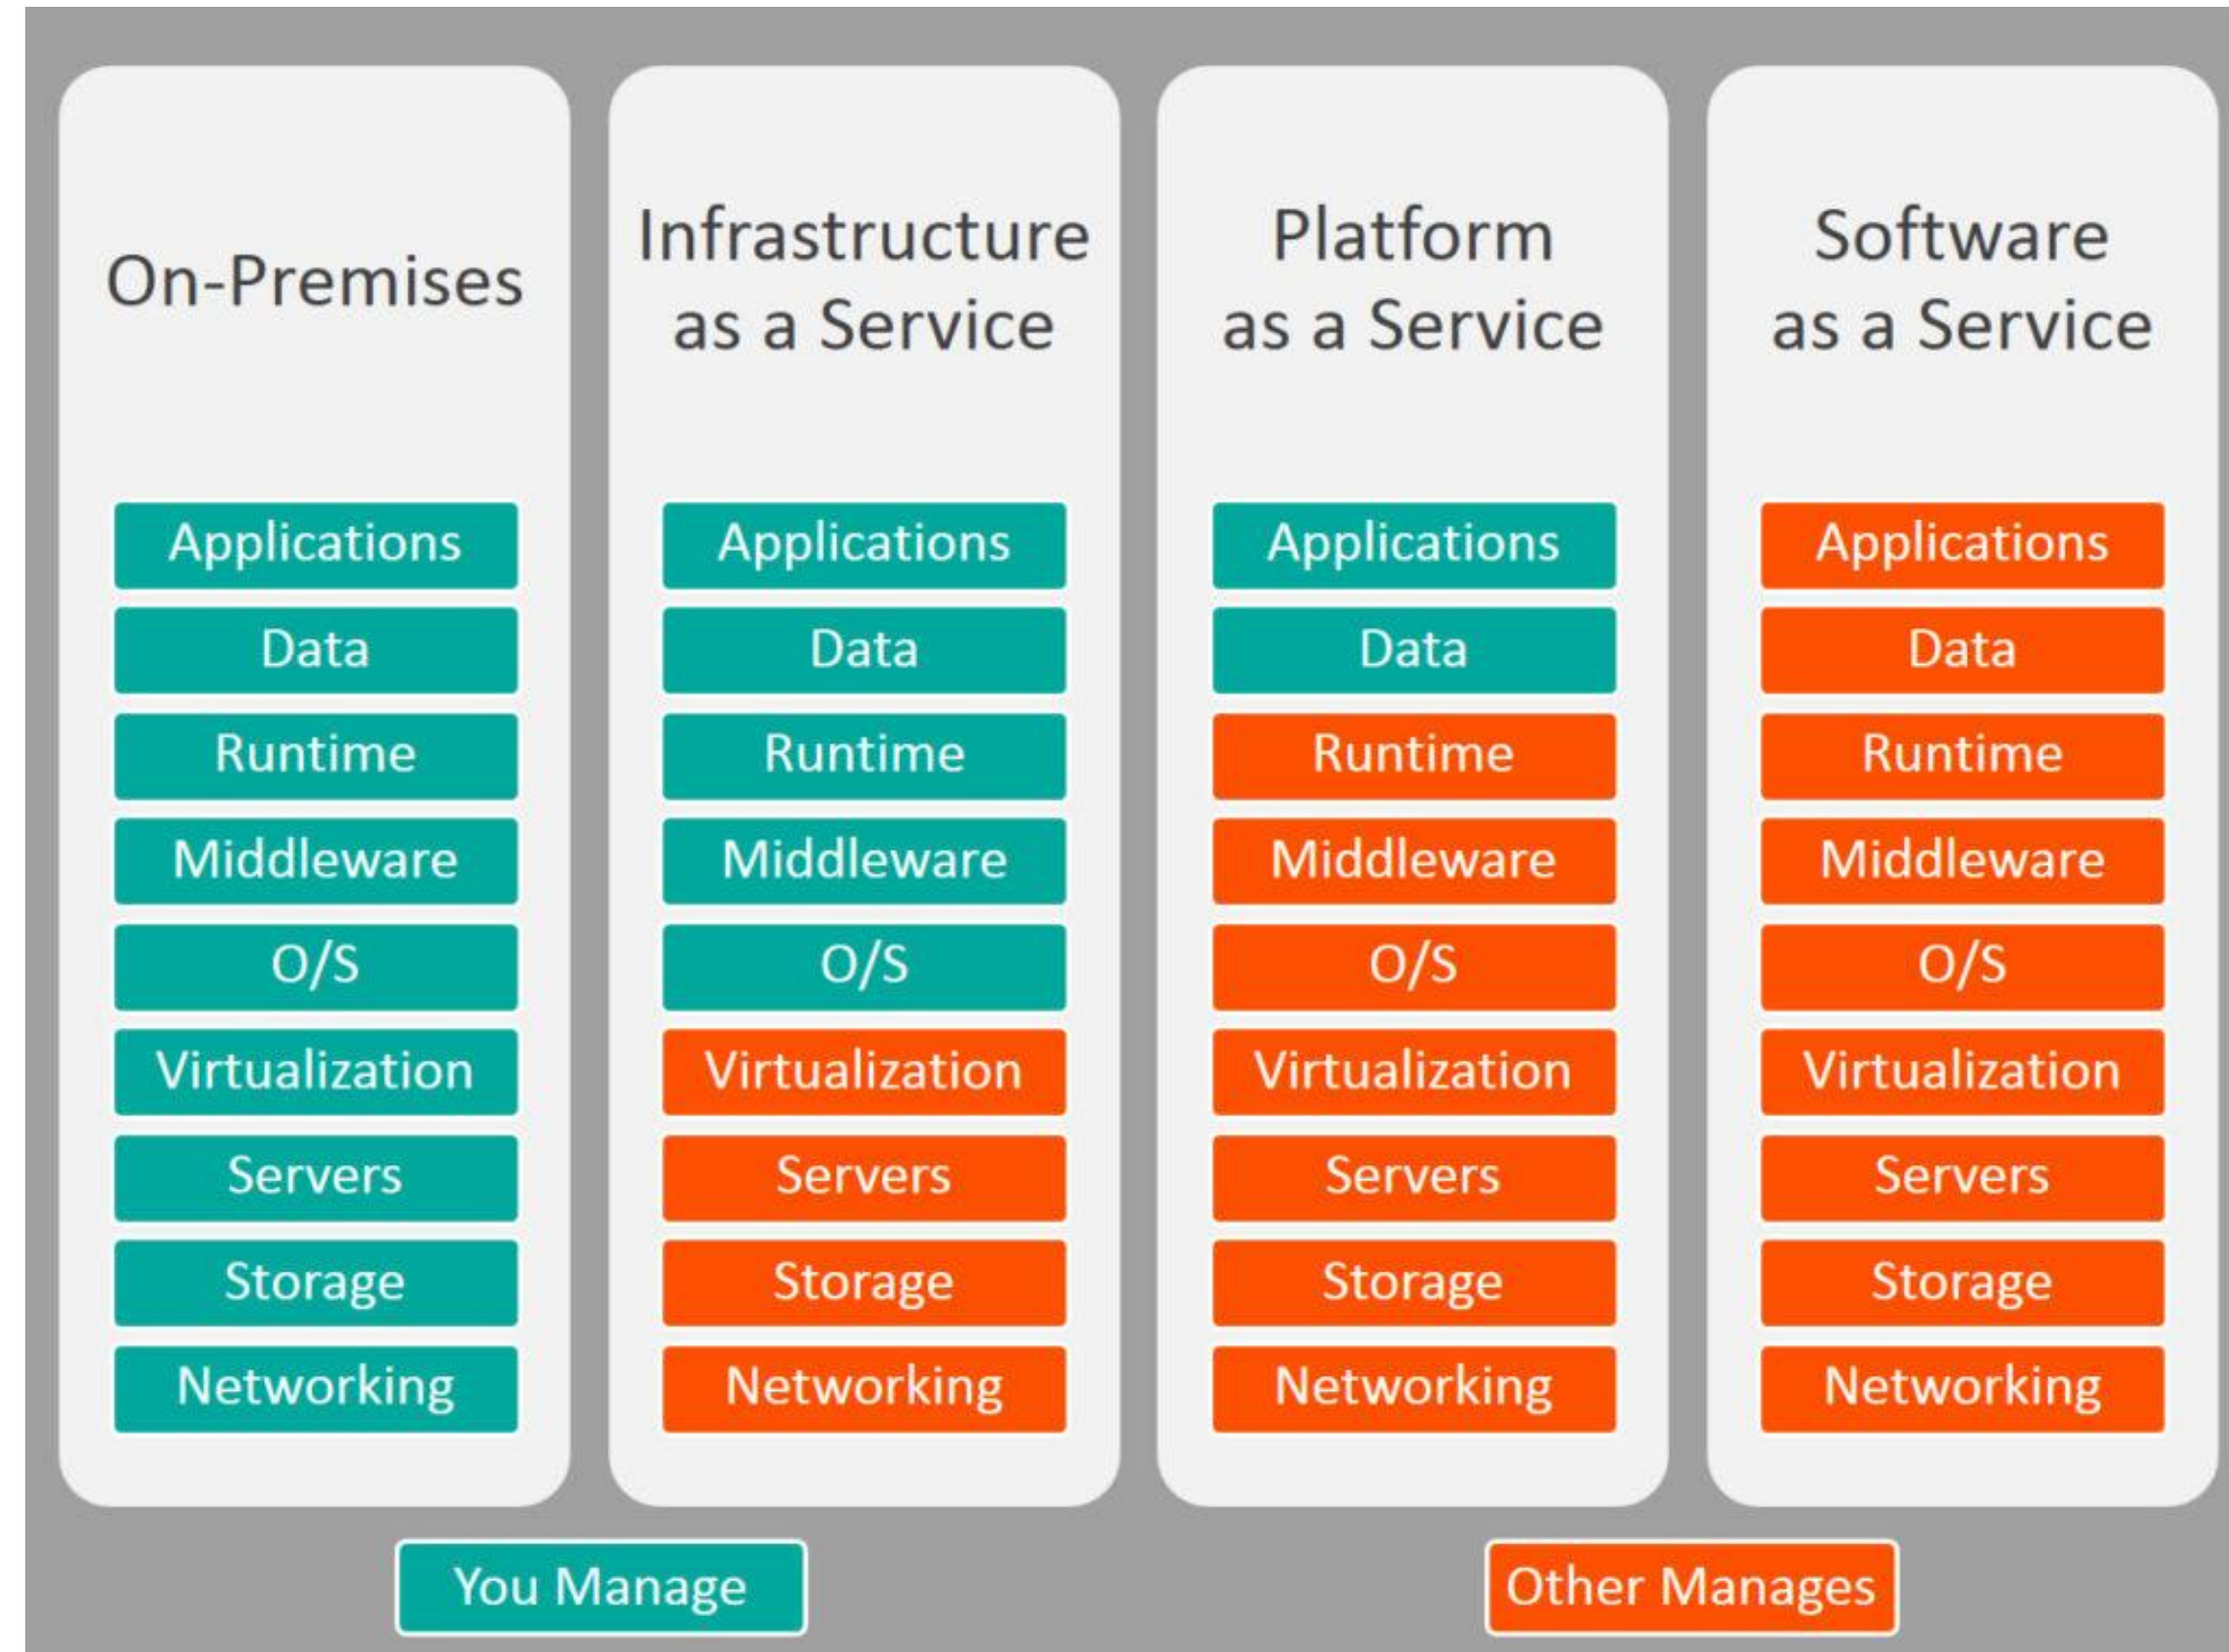 On-Premises
Applications
Data
Runtime
Middleware
O/S
Virtualization
Servers
Storage
Networking
Infrastructure
as a Service
Applications
Data
Runtime
Middleware
O/S
Virtualization
Servers
Storage
Networking
Platform
as a Service
Applications
Data
Runtime
Middleware
O/S
Virtualization
Servers
Storage
Networking
Software
as a Service
Applications
Data
Runtime
Middleware
O/S
Virtualization
Servers
Storage
Networking
You Manage
Other Manages